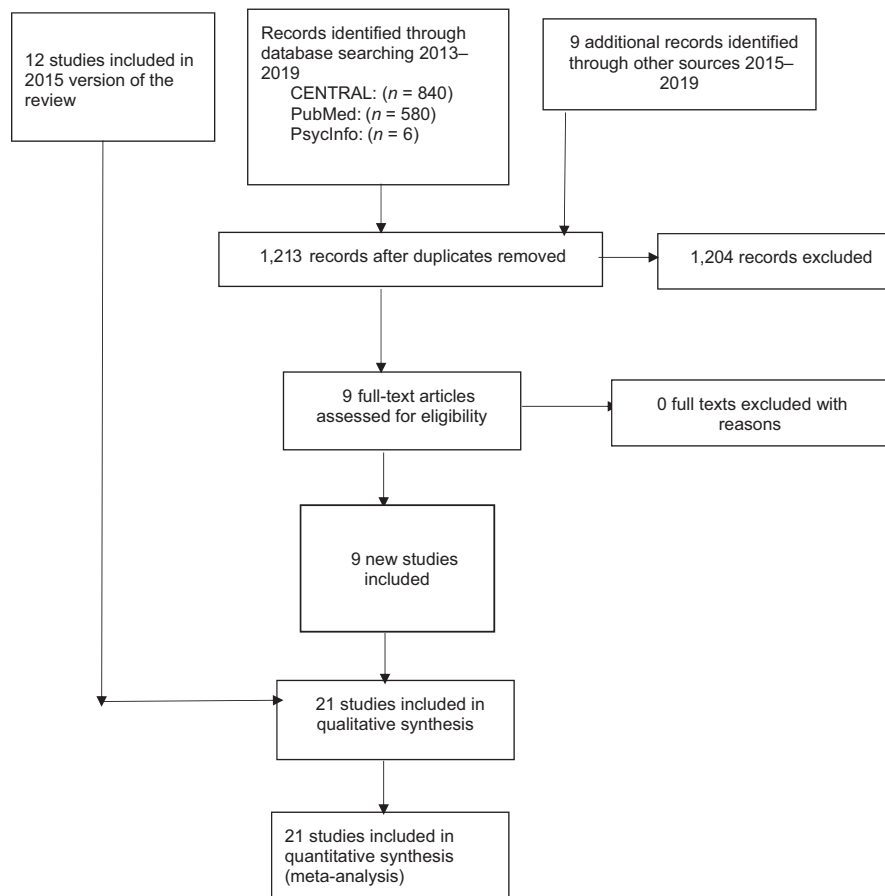 12 studies included in
2015 version of the
review
Records identified through
database searching 2013–
2019
CENTRAL: (n = 840)
PubMed: (n = 580)
PsycInfo: (n = 6)
9 additional records identified
through other sources 2015–
2019
1,213 records after duplicates removed
1,204 records excluded
9 full-text articles
assessed for eligibility
0 full texts excluded with
reasons
9 new studies
included
21 studies included in
qualitative synthesis
21 studies included in
quantitative synthesis
(meta-analysis)